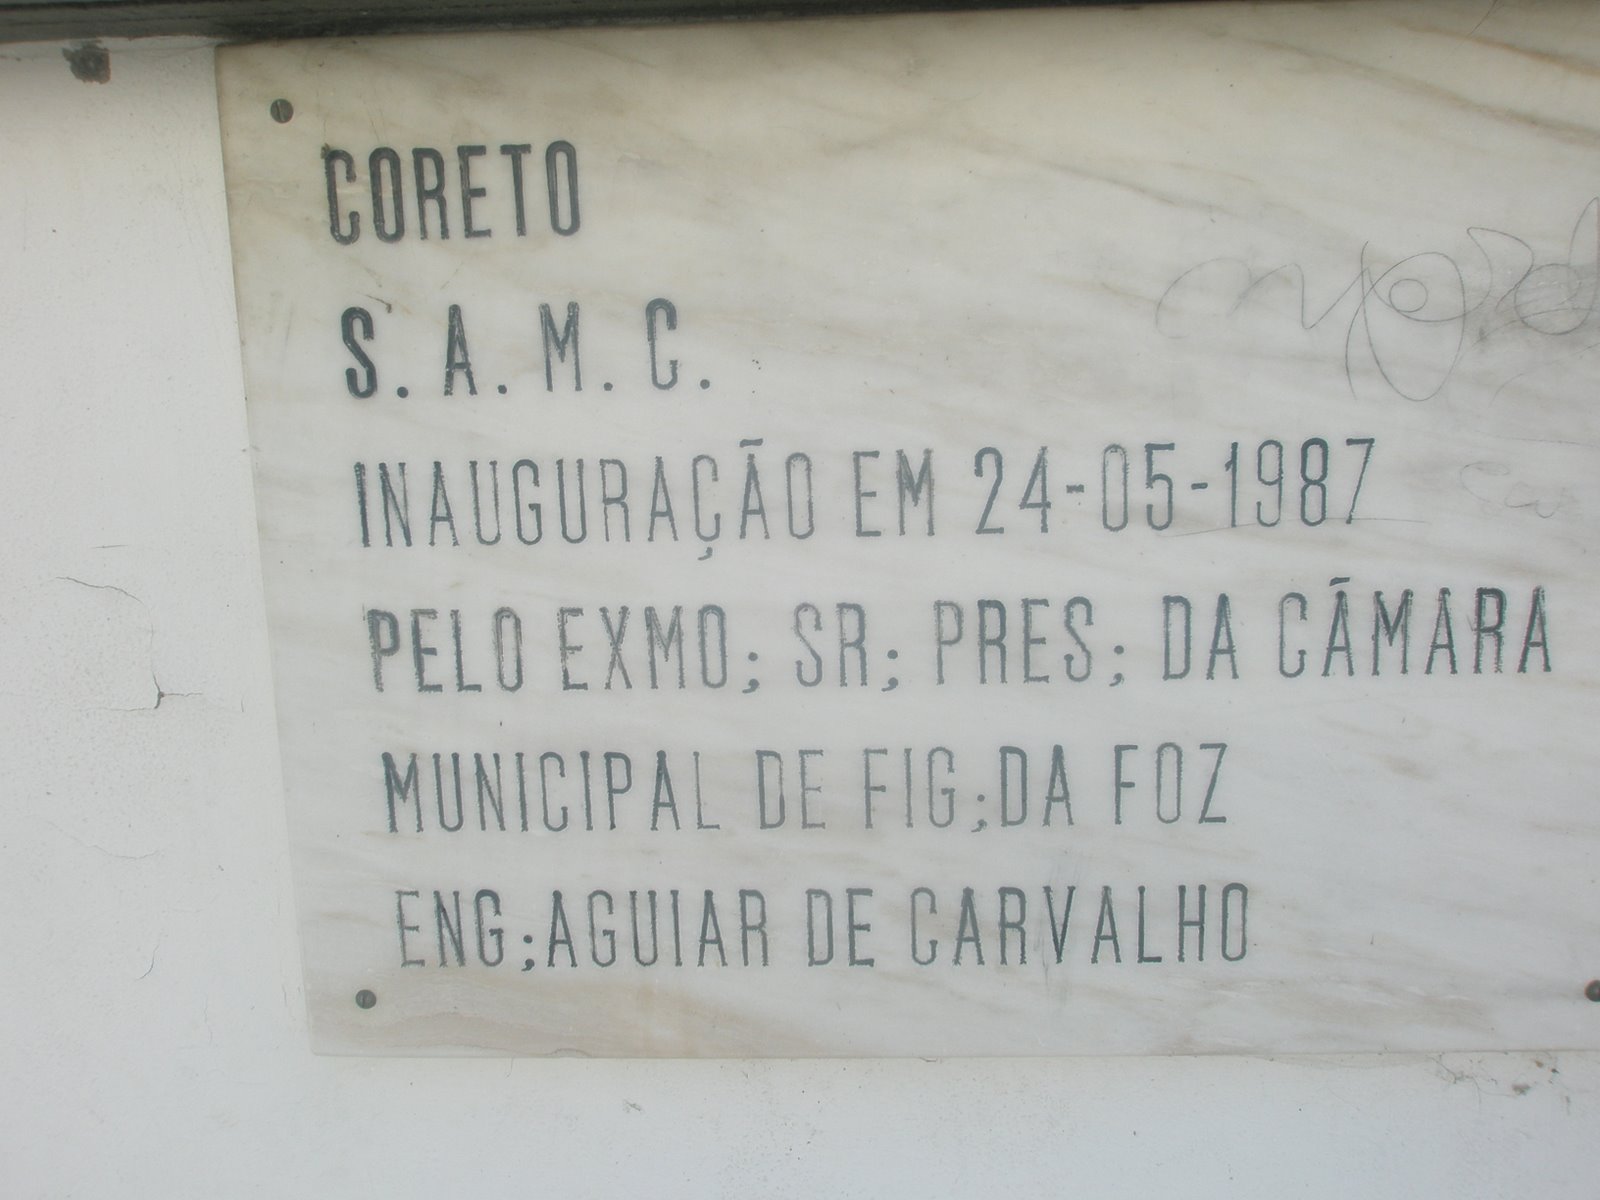 CORETO
S. A. M. C.
INAUGURAÇÃO EM 24-05-1987
PELO EXMO; SR; PRES; DA CÃMARA
MUNICIPAL DE FIG;DA FOZ
ENG;AGUIAR DE CARVALHO